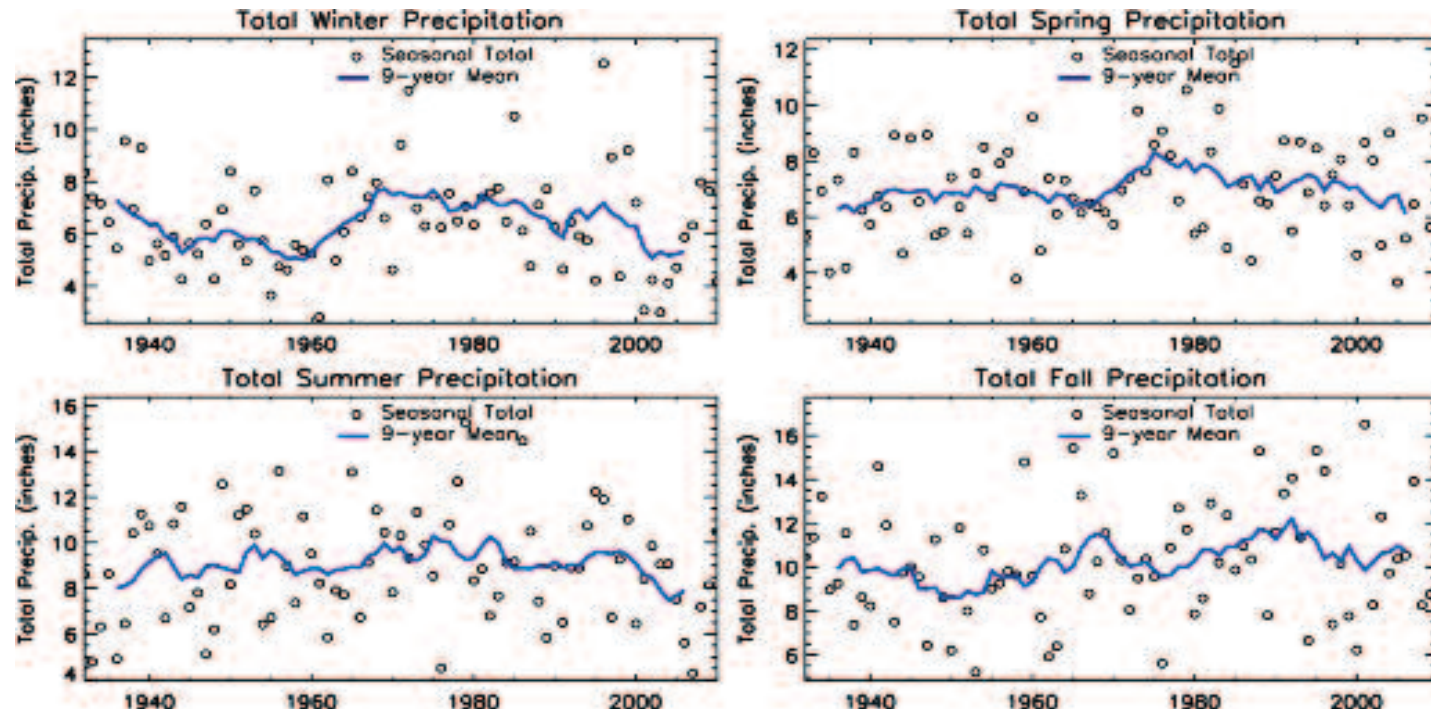 Total Winter Precipitation
Seasonal Total
9-year Mean
Total Precip. (inches)
12
10
8
6
4
1940 1960 1980 2000
Total Spring Precipitation
Seasonal Total
9-year Mean
Total Precip. (inches)
12
10
8
6
4
1940 1960 1980 2000
Total Summer Precipitation
Seasonal Total
9-year Mean
Total Precip. (inches)
16
14
12
10
8
6
4
1940 1960 1980 2000
Total Fall Precipitation
Seasonal Total
9-year Mean
Total Precip. (inches)
16
14
12
10
8
6
1940 1960 1980 2000